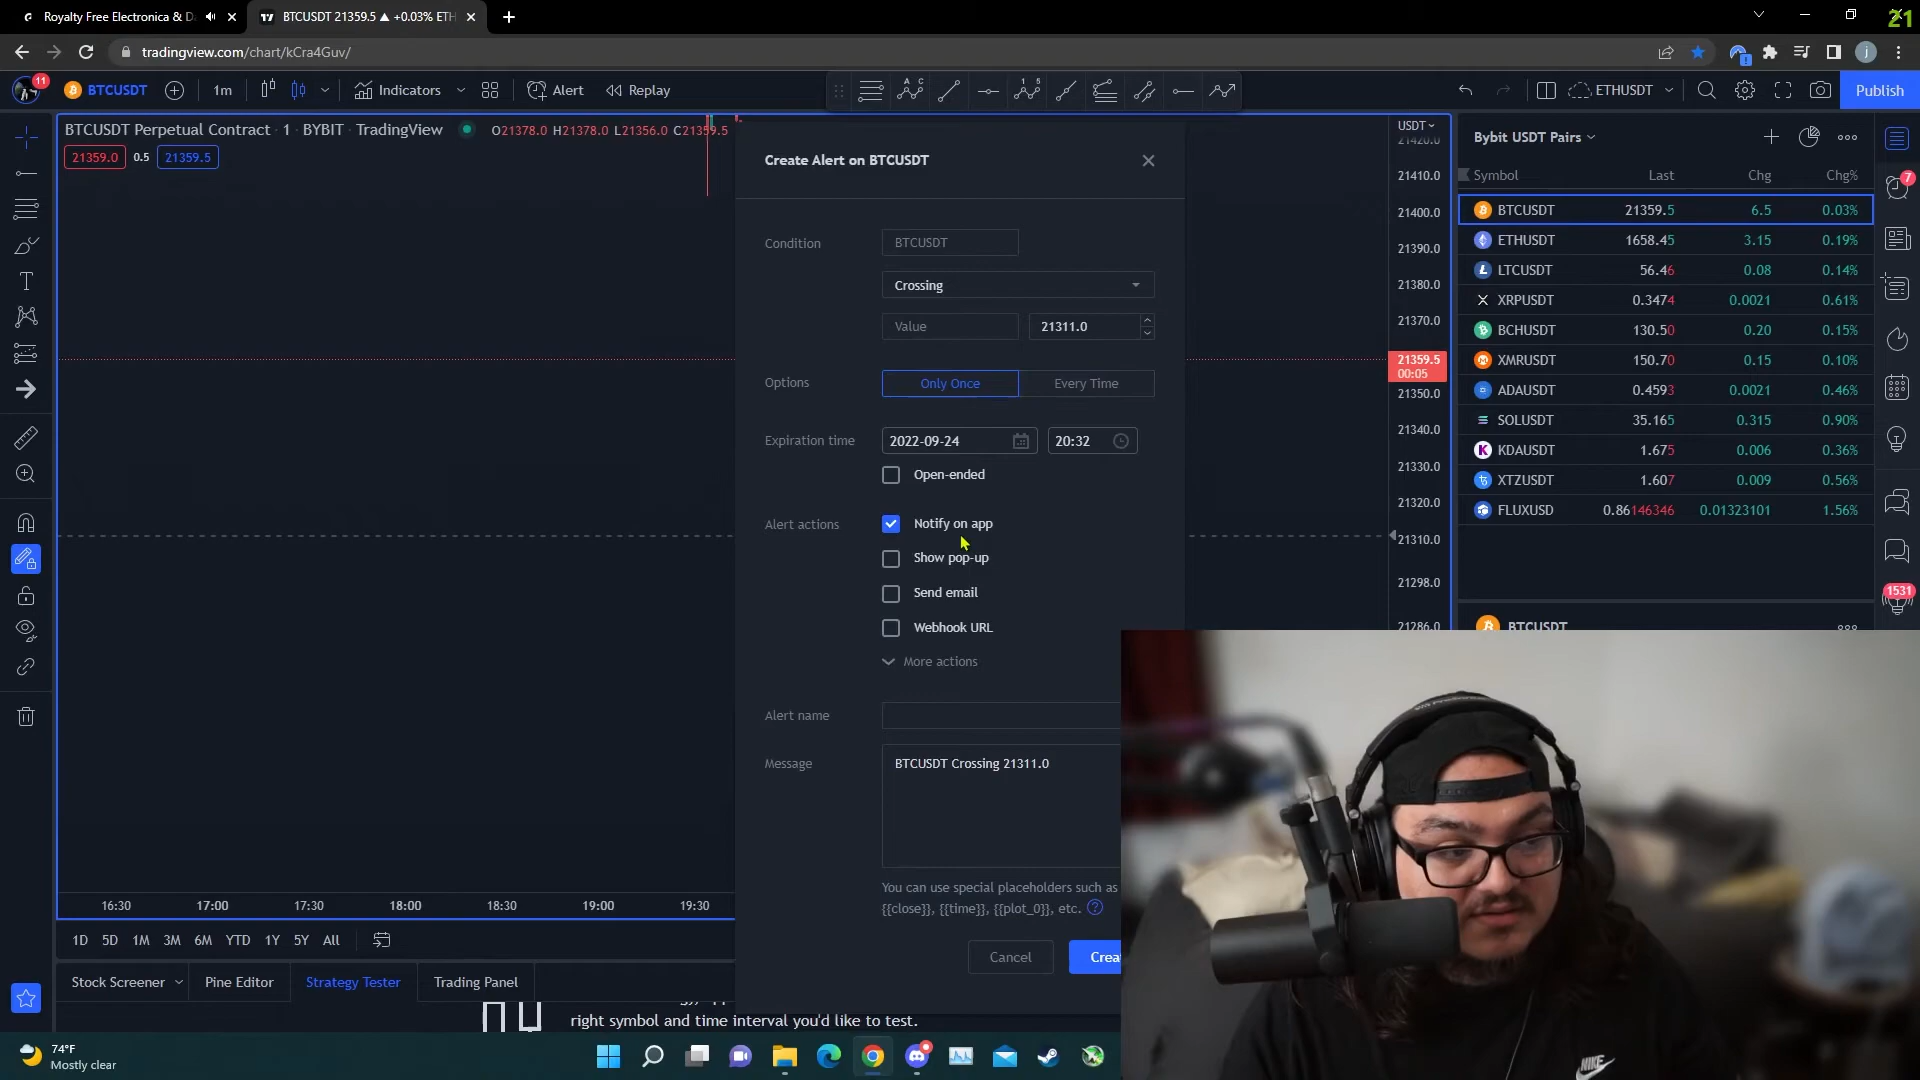 Royalty Free Electronica & D
BTCUSDT 21359.5 ▲ +0.03% ETH
21
tradingview.com/chart/kCra4Guv/
11
BTCUSDT
1m
Indicators
Alert
Replay
ETHUSDT
Publish
BTCUSDT Perpetual Contract · 1 · BYBIT · TradingView
O21378.0 H21378.0 L21356.0 C21359.5
21359.0
0.5
21359.5
USDT
21420.0
21410.0
21400.0
21390.0
21380.0
21370.0
21359.5
00:05
21350.0
21340.0
21330.0
21320.0
21310.0
21298.0
21286.0
Create Alert on BTCUSDT
Condition
BTCUSDT
Crossing
Value
21311.0
Options
Only Once
Every Time
Expiration time
2022-09-24
20:32
Open-ended
Alert actions
Notify on app
Show pop-up
Send email
Webhook URL
More actions
Alert name
Message
BTCUSDT Crossing 21311.0
You can use special placeholders such as
{{close}}, {{time}}, {{plot_0}}, etc.
Cancel
Crea
Bybit USDT Pairs
Symbol Last Chg Chg%
BTCUSDT 21359.5 6.5 0.03%
ETHUSDT 1658.45 3.15 0.19%
LTCUSDT 56.46 0.08 0.14%
XRPUSDT 0.3474 0.0021 0.61%
BCHUSDT 130.50 0.20 0.15%
XMRUSDT 150.70 0.15 0.10%
ADAUSDT 0.4593 0.0021 0.46%
SOLUSDT 35.165 0.315 0.90%
KDAUSDT 1.675 0.006 0.36%
XTZUSDT 1.607 0.009 0.56%
FLUXUSD 0.86146346 0.01323101 1.56%
BTCUSDT
7
1531
16:30 17:00 17:30 18:00 18:30 19:00 19:30
1D 5D 1M 3M 6M YTD 1Y 5Y All
Stock Screener
Pine Editor
Strategy Tester
Trading Panel
right symbol and time interval you'd like to test.
74°F
Mostly clear
NIKE